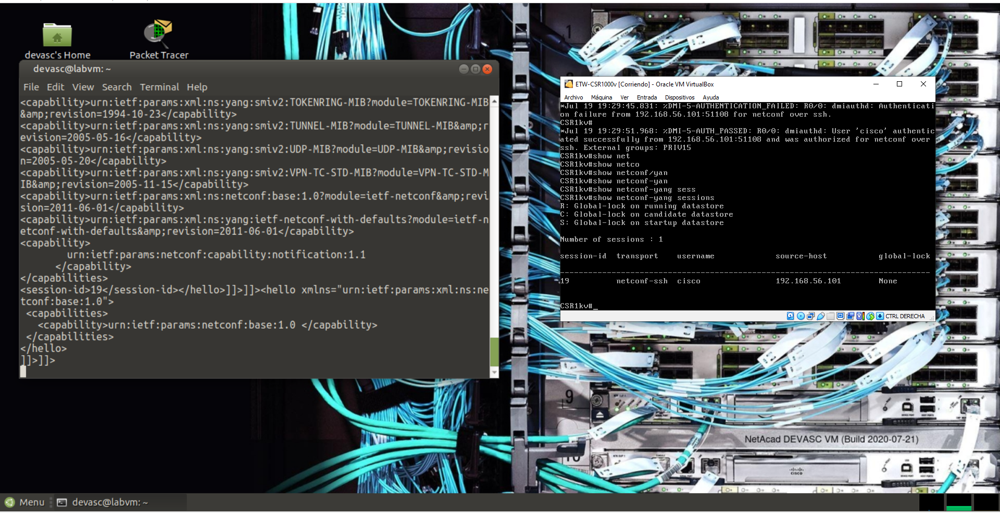 devasc's Home
Packet Tracer
devasc@labvm: ~
File Edit View Search Terminal Help
<capability>urn:ietf:params:xml:ns:yang:smiv2:TOKENRING-MIB?module=TOKENRING-MIB
&amp;revision=1994-10-23</capability>
<capability>urn:ietf:params:xml:ns:yang:smiv2:TUNNEL-MIB?module=TUNNEL-MIB&amp;r
evision=2005-05-16</capability>
<capability>urn:ietf:params:xml:ns:yang:smiv2:UDP-MIB?module=UDP-MIB&amp;revisio
n=2005-05-20</capability>
<capability>urn:ietf:params:xml:ns:yang:smiv2:VPN-TC-STD-MIB?module=VPN-TC-STD-M
IB&amp;revision=2005-11-15</capability>
<capability>urn:ietf:params:xml:ns:netconf:base:1.0?module=ietf-netconf&amp;revi
sion=2011-06-01</capability>
<capability>urn:ietf:params:xml:ns:yang:ietf-netconf-with-defaults?module=ietf-n
etconf-with-defaults&amp;revision=2011-06-01</capability>
<capability>
urn:ietf:params:netconf:capability:notification:1.1
</capability>
</capabilities>
<session-id>19</session-id></hello>]]>]]><hello xmlns="urn:ietf:params:xml:ns:ne
tconf:base:1.0">
<capabilities>
<capability>urn:ietf:params:netconf:base:1.0 </capability>
</capabilities>
</hello>
]]>]]>
ETW-CSR1000v [Corriendo] - Oracle VM VirtualBox
Archivo Máquina Ver Entrada Dispositivos Ayuda
*Jul 19 19:29:45.831: %DMI-5-AUTHENTICATION_FAILED: R0/0: dmiauthd: Authenticati
on failure from 192.168.56.101:51108 for netconf over ssh.
CSR1kv#
*Jul 19 19:29:51.968: %DMI-5-AUTH_PASSED: R0/0: dmiauthd: User 'cisco' authentic
ated successfully from 192.168.56.101:51108 and was authorized for netconf over
ssh. External groups: PRIV15
CSR1kv#show net
CSR1kv#show netco
CSR1kv#show netconf/yan
CSR1kv#show netconf-yan
CSR1kv#show netconf-yang sess
CSR1kv#show netconf-yang sessions
R: Global-lock on running datastore
C: Global-lock on candidate datastore
S: Global-lock on startup datastore
Number of sessions : 1
session-id transport username source-host global-lock
-------------------------------------------------------------------------------
19 netconf-ssh cisco 192.168.56.101 None
CSR1kv#_
CTRL DERECHA
1
9
10
NetAcad DEVASC VM (Build 2020-07-21)
CISCO
Menu
devasc@labvm: ~